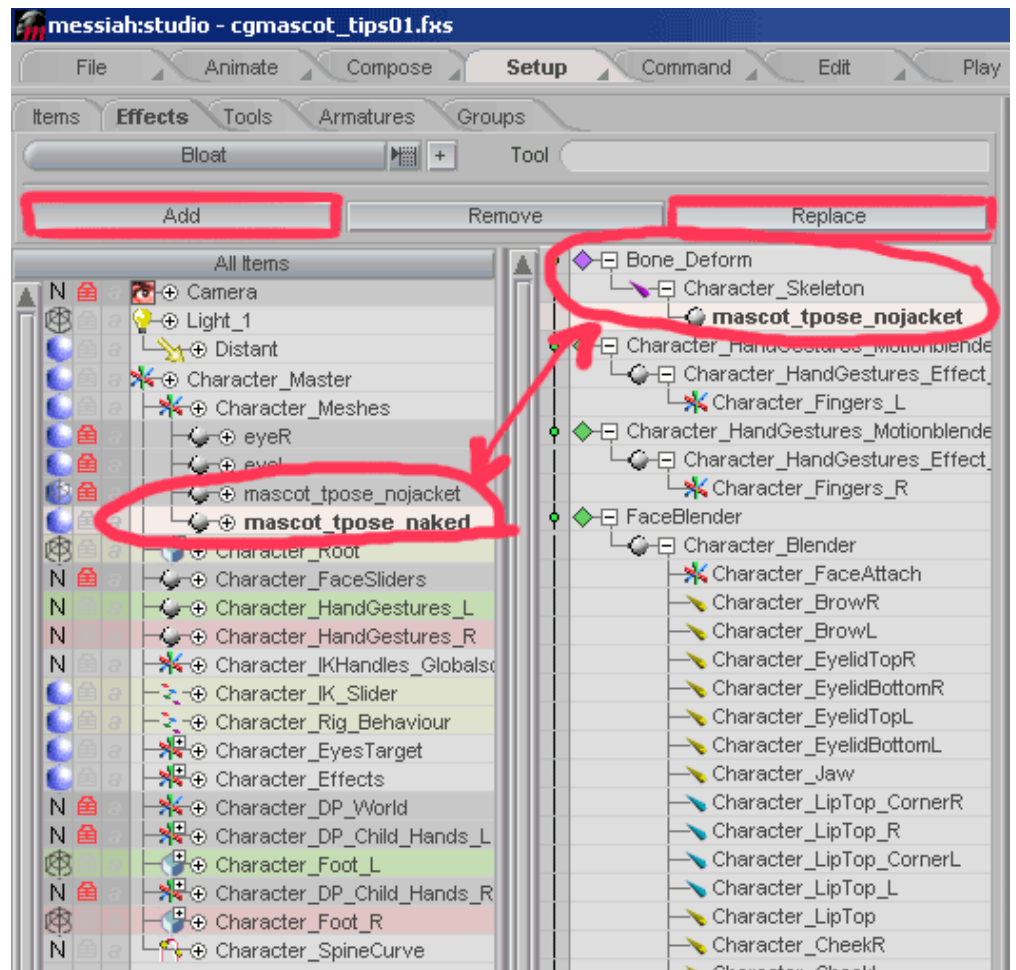 messiah:studio - cgmascot_tips01.fxs
File Animate Compose Setup Command Edit Play
Items Effects Tools Armatures Groups
Bloat + Tool
Add Remove Replace
All Items
N Camera
Light_1
Distant
Character_Master
Character_Meshes
eyeR
eyeL
mascot_tpose_nojacket
mascot_tpose_naked
Character_Root
N Character_FaceSliders
N Character_HandGestures_L
N Character_HandGestures_R
N Character_IKHandles_Globalsc
Character_IK_Slider
Character_Rig_Behaviour
Character_EyesTarget
Character_Effects
N Character_DP_World
N Character_DP_Child_Hands_L
Character_Foot_L
N Character_DP_Child_Hands_R
Character_Foot_R
N Character_SpineCurve
Bone_Deform
Character_Skeleton
mascot_tpose_nojacket
Character_HandGestures_Motionblende
Character_HandGestures_Effect_
Character_Fingers_L
Character_HandGestures_Motionblende
Character_HandGestures_Effect_
Character_Fingers_R
FaceBlender
Character_Blender
Character_FaceAttach
Character_BrowR
Character_BrowL
Character_EyelidTopR
Character_EyelidBottomR
Character_EyelidTopL
Character_EyelidBottomL
Character_Jaw
Character_LipTop_CornerR
Character_LipTop_R
Character_LipTop_CornerL
Character_LipTop_L
Character_LipTop
Character_CheekR
Character_CheekL